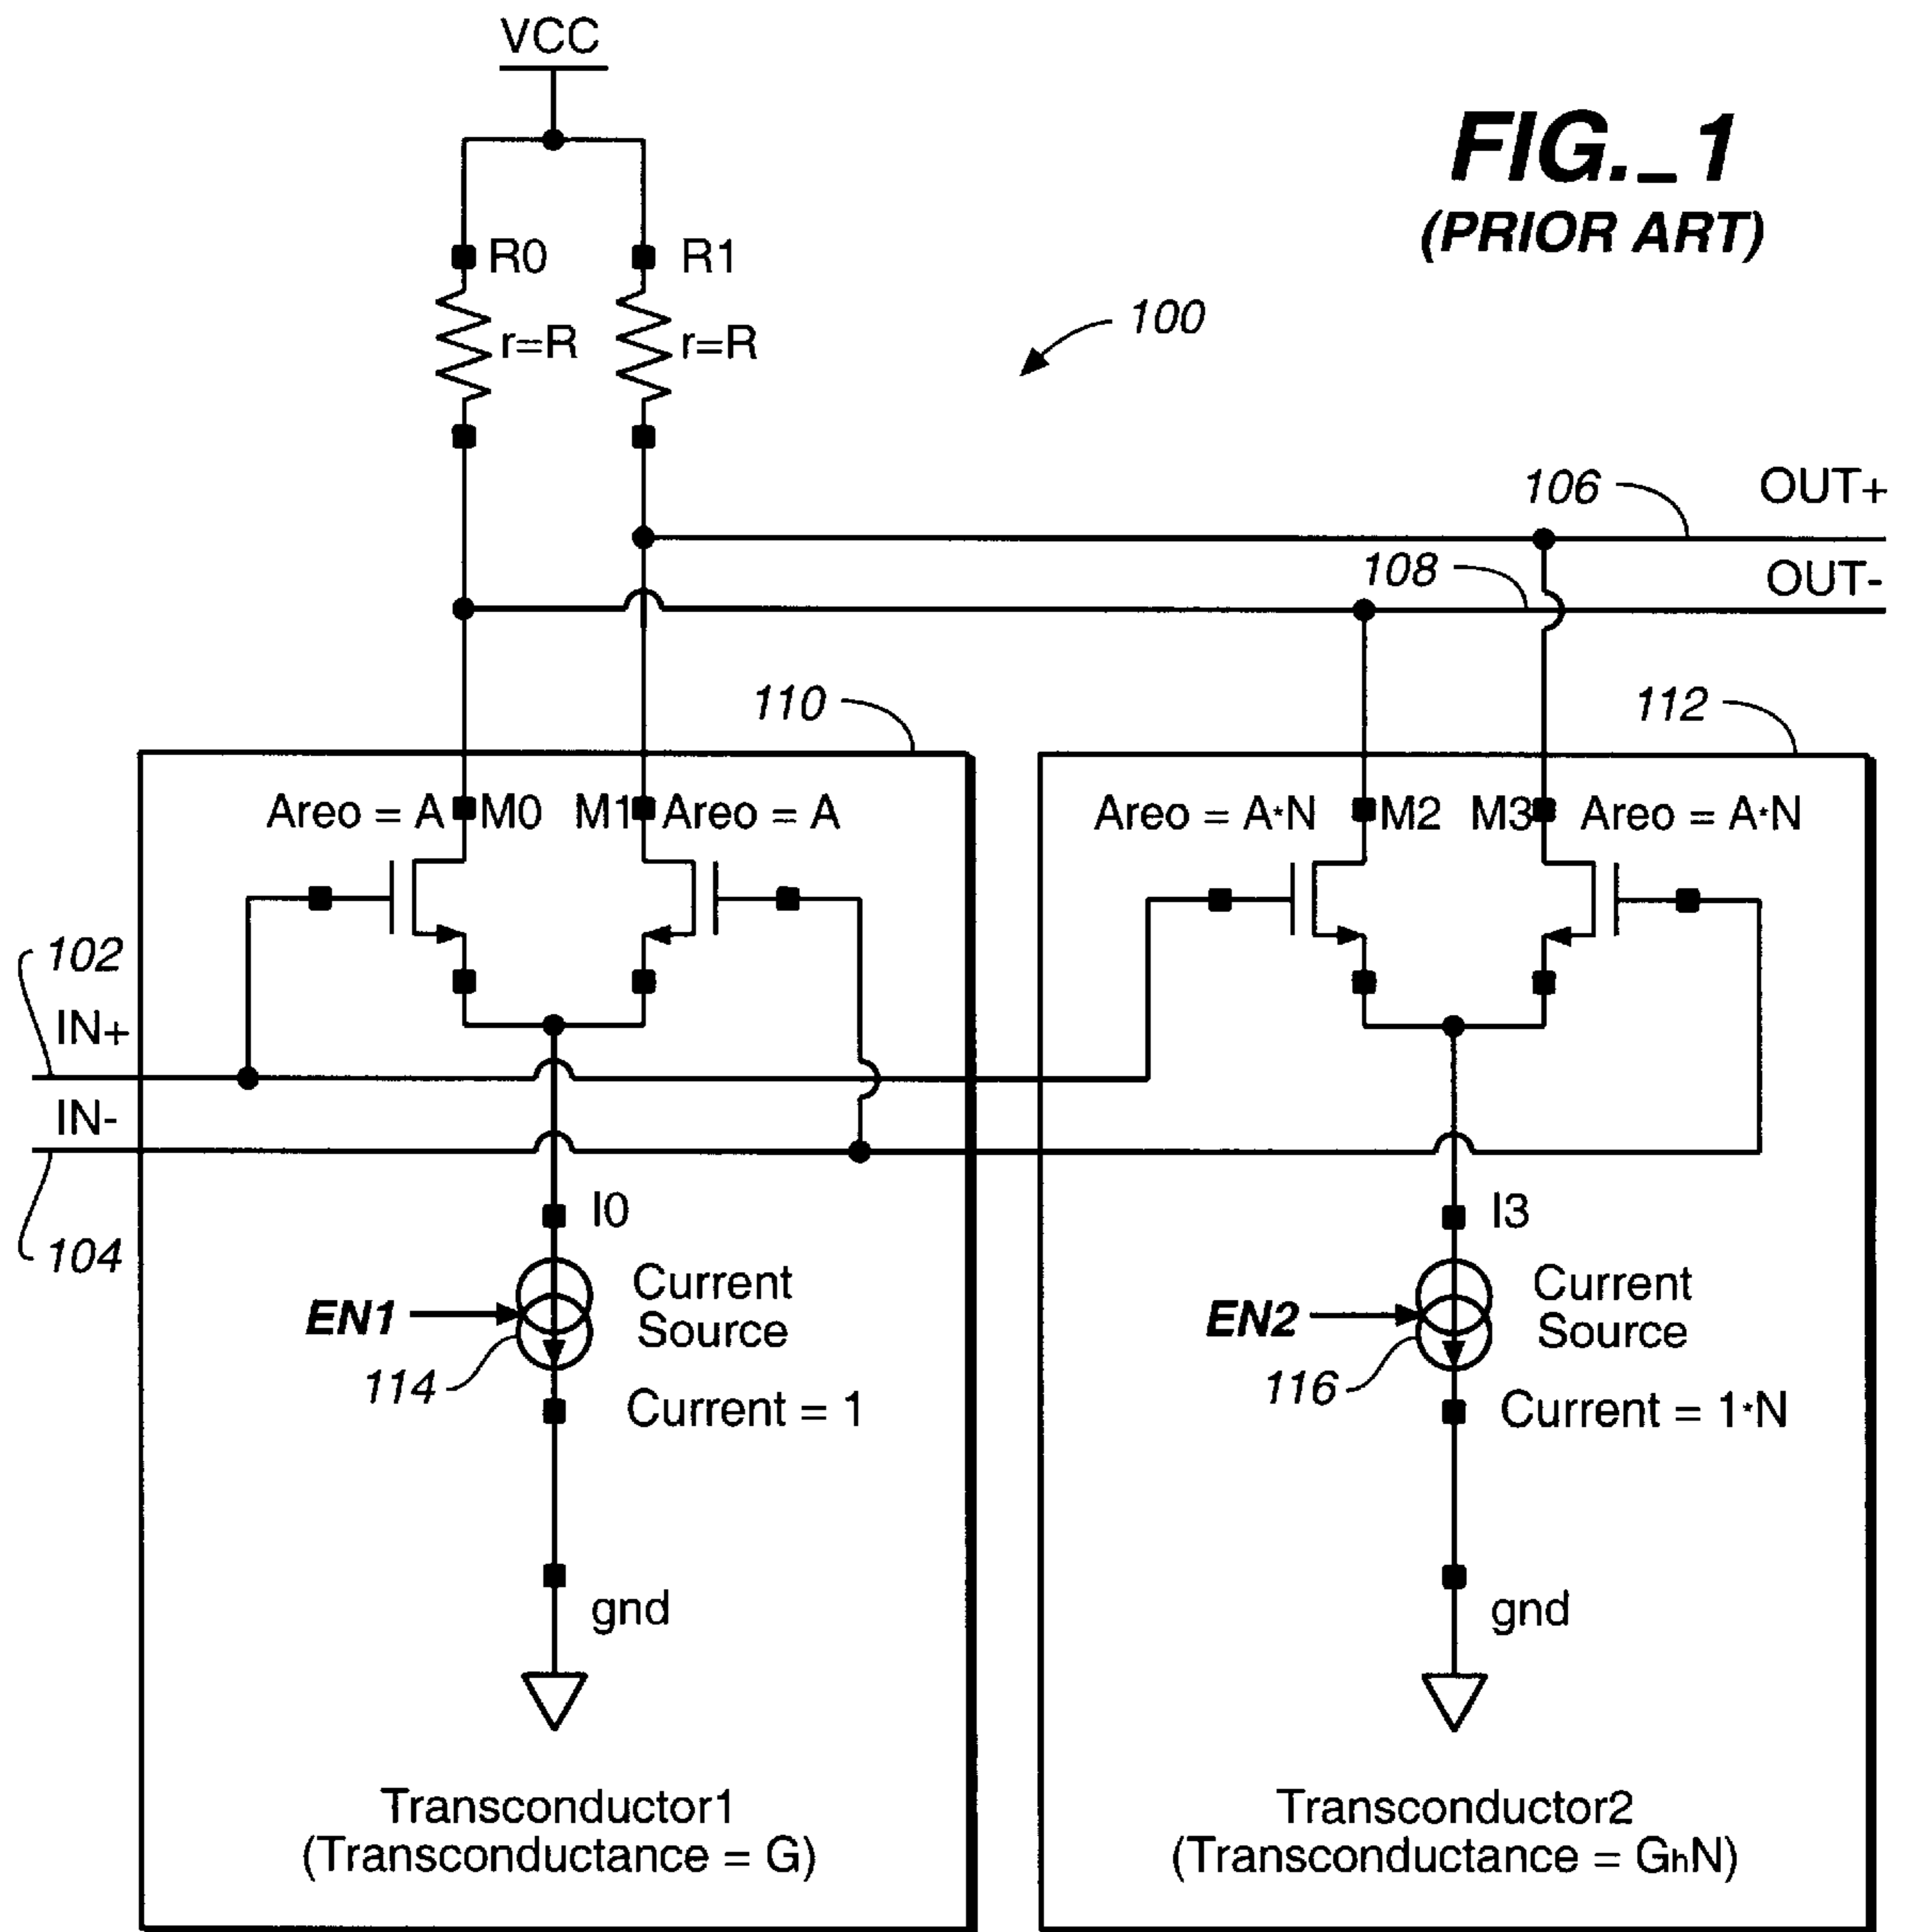 VCC
FIG._1
(PRIOR ART)
R0
R1
r=R
r=R
100
106
OUT+
108
OUT-
110
112
Areo = A
M0
M1
Areo = A
Areo = A*N
M2
M3
Areo = A*N
102
IN+
IN-
104
I0
I3
EN1
Current
Source
EN2
Current
Source
114
116
Current = 1
Current = 1*N
gnd
gnd
Transconductor1
(Transconductance = G)
Transconductor2
(Transconductance = GhN)